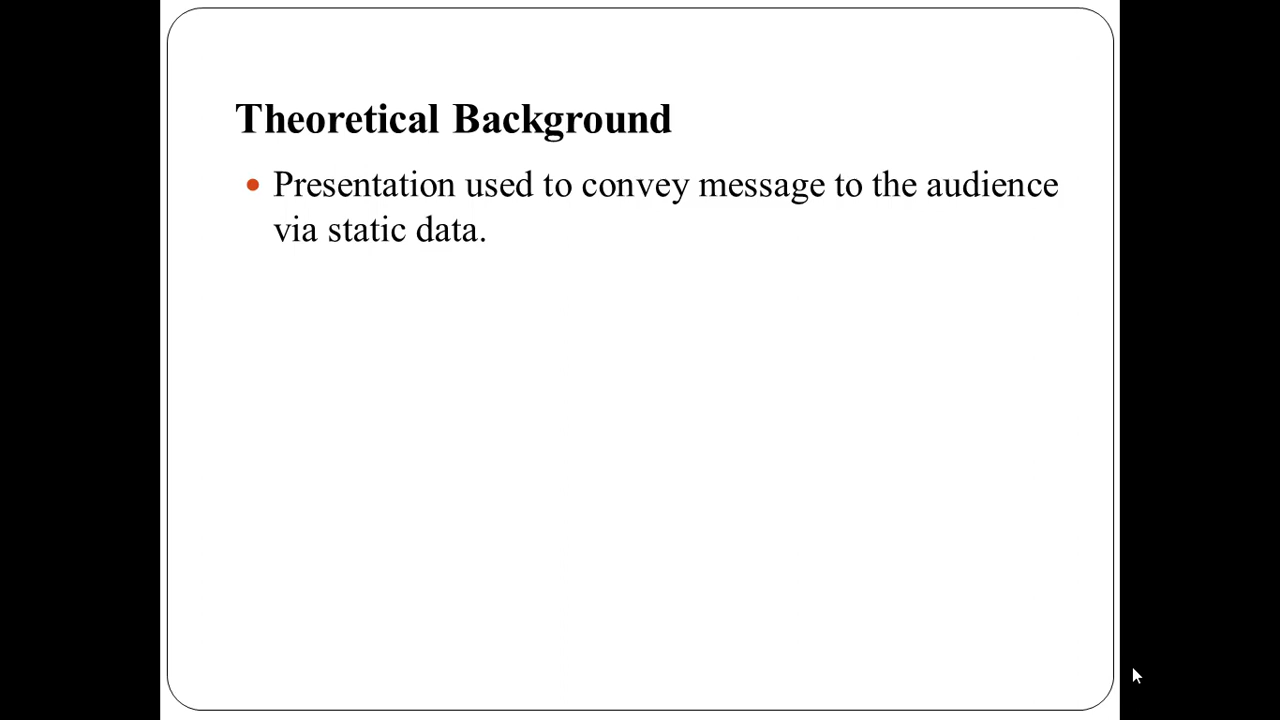 Theoretical Background
• Presentation used to convey message to the audience
via static data.